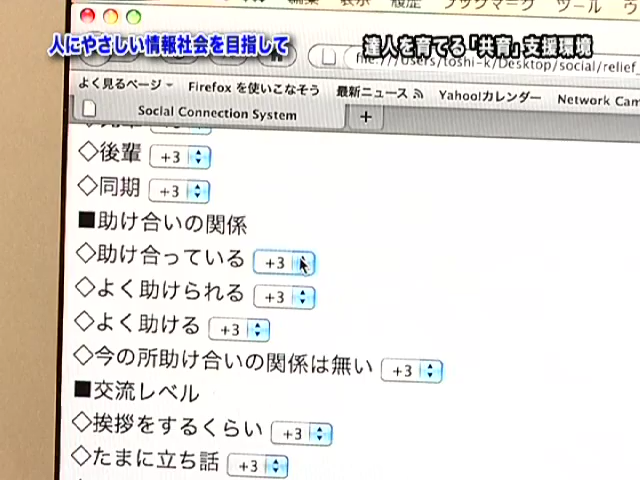 編集 表示 履歴 ブックマーク ツール
人にやさしい情報社会を目指して
達人を育てる「共育」支援環境
file:///Users/toshi-k/Desktop/social/relief
よく見るページ Firefox を使いこなそう 最新ニュース Yahoo!カレンダー Network Cam
Social Connection System +
◇後輩 +3
◇同期 +3
■助け合いの関係
◇助け合っている +3
◇よく助けられる +3
◇よく助ける +3
◇今の所助け合いの関係は無い +3
■交流レベル
◇挨拶をするくらい +3
◇たまに立ち話 +3